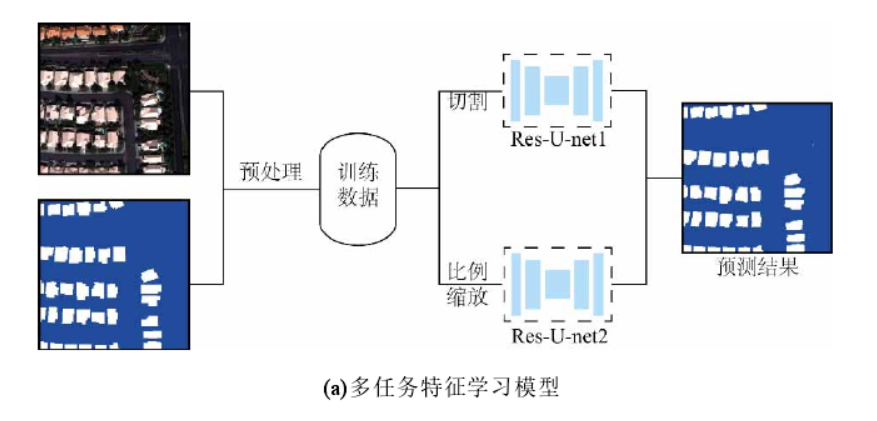 预处理
训练
数据
切割
Res-U-net1
比例
缩放
Res-U-net2
预测结果
(a)多任务特征学习模型